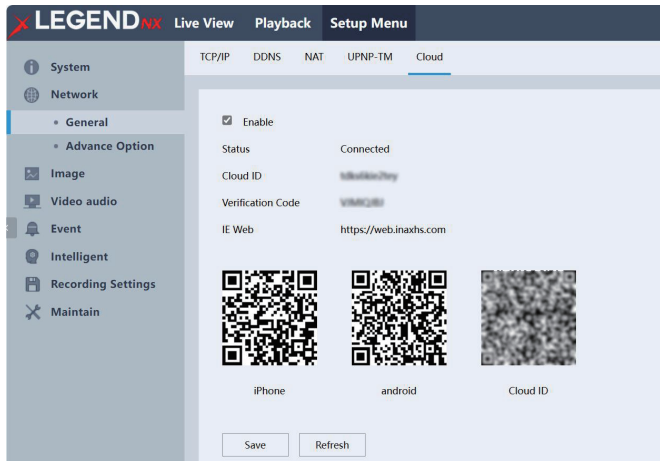 LEGEND NX Live View Playback Setup Menu
TCP/IP DDNS NAT UPNP-TM Cloud
System
Network
General
Advance Option
Image
Video audio
Event
Intelligent
Recording Settings
Maintain
Enable
Status Connected
Cloud ID
Verification Code
IE Web https://web.inaxhs.com
iPhone android Cloud ID
Save Refresh